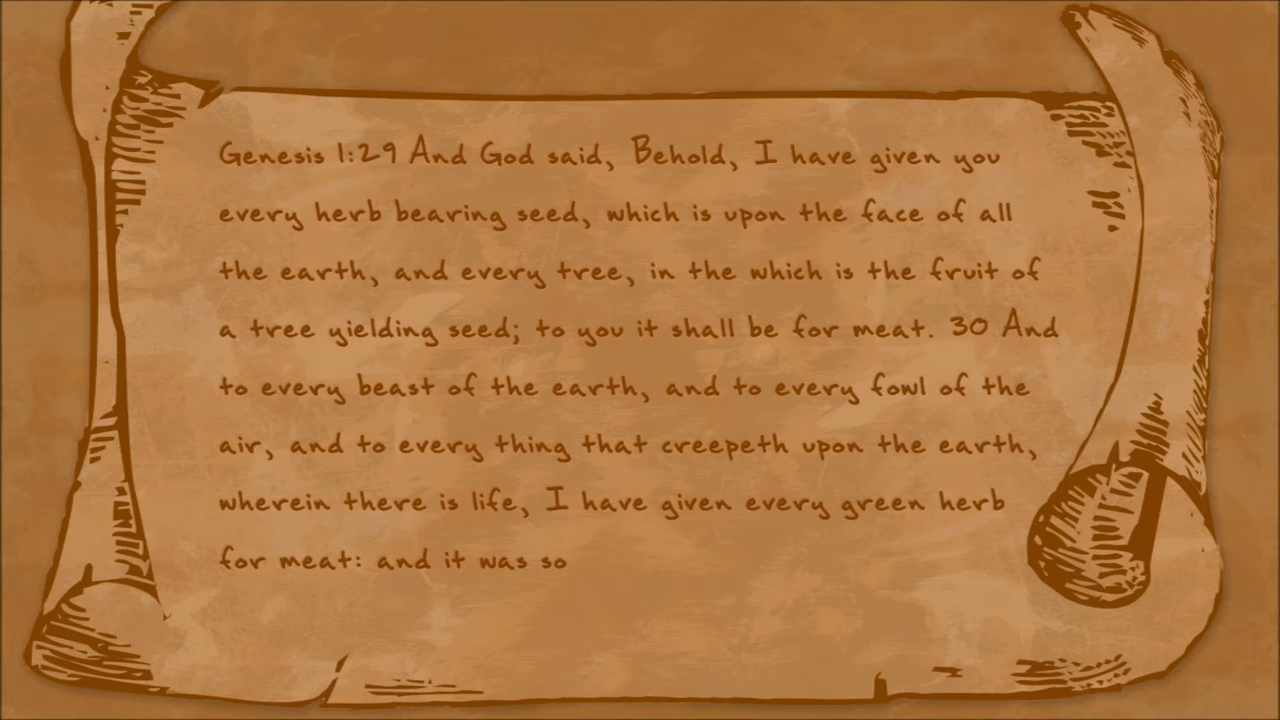 Genesis 1:29 And God said, Behold, I have given you
every herb bearing seed, which is upon the face of all
the earth, and every tree, in the which is the fruit of
a tree yielding seed; to you it shall be for meat. 30 And
to every beast of the earth, and to every fowl of the
air, and to every thing that creepeth upon the earth,
wherein there is life, I have given every green herb
for meat: and it was so